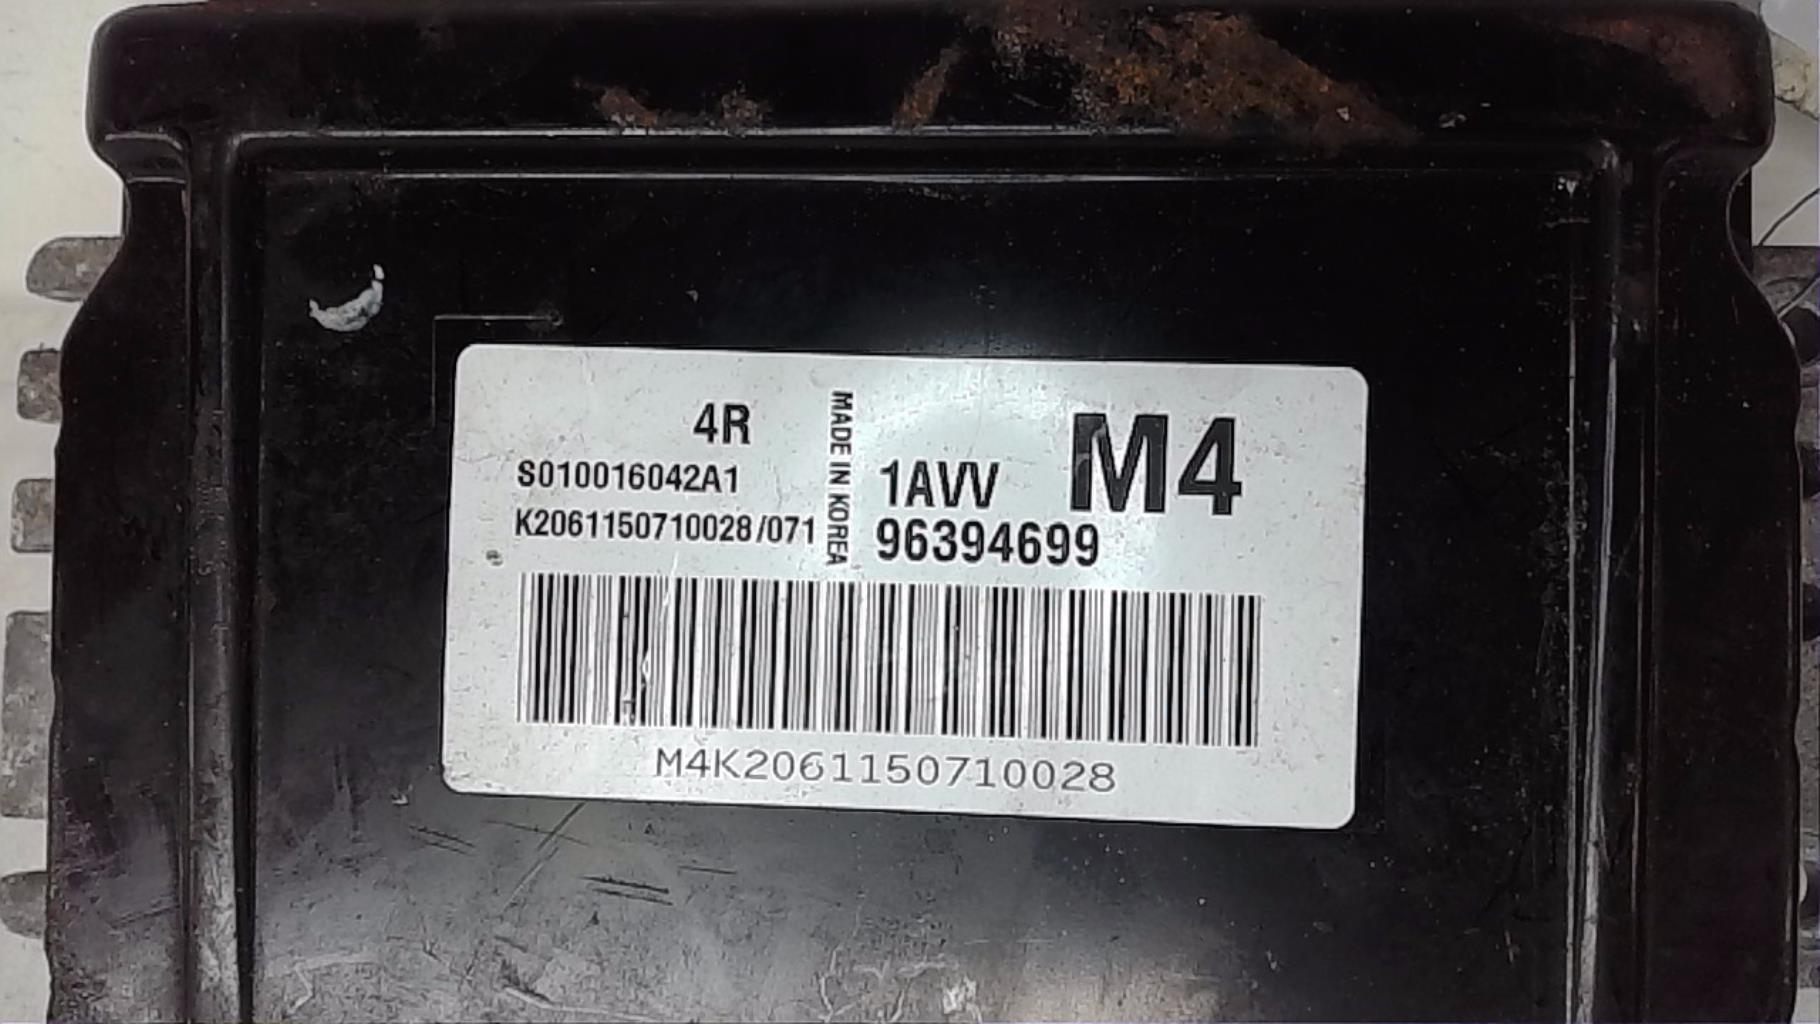 4R
S010016042A1
K2061150710028/071
MADE IN KOREA
1AVV
M4
96394699
M4K2061150710028